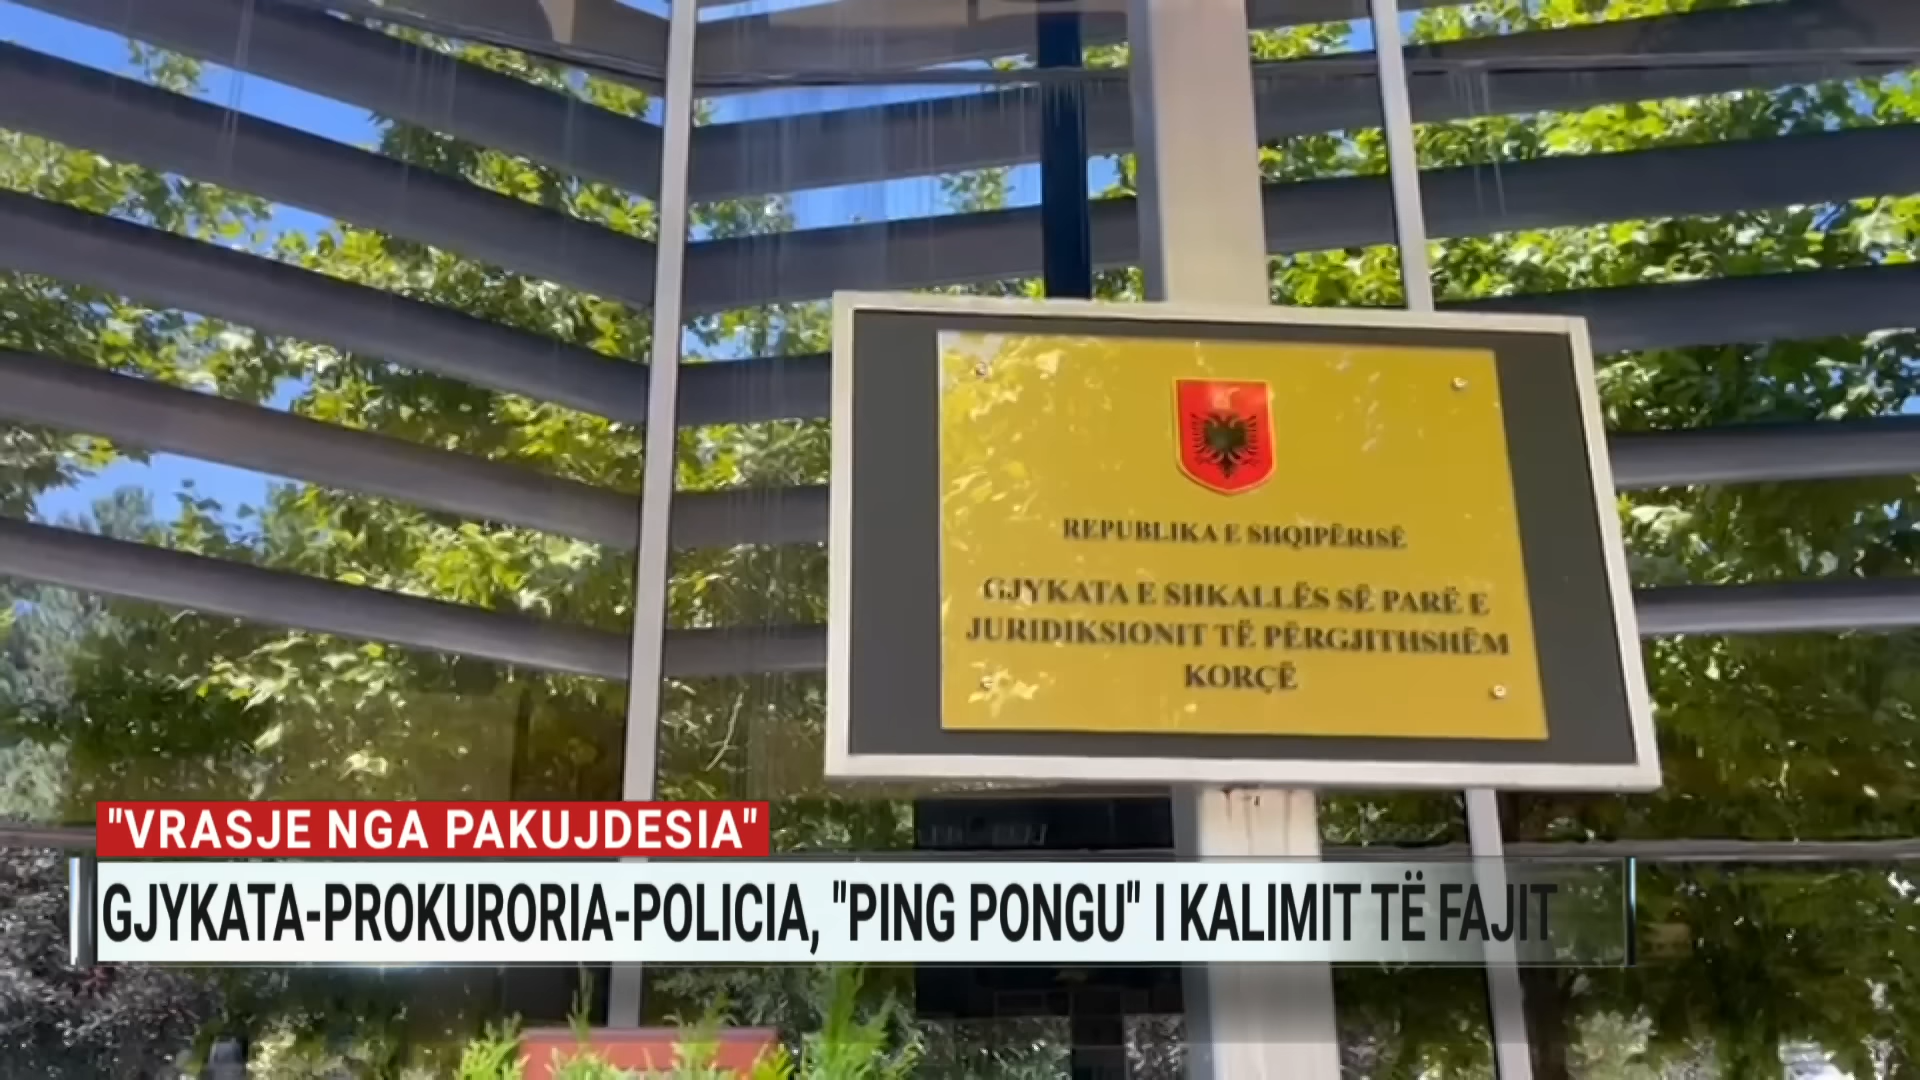 REPUBLIKA E SHQIPËRISË
GJYKATA E SHKALLËS SË PARË E
JURIDIKSIONIT TË PËRGJITHSHËM
KORÇË
"VRASJE NGA PAKUJDESIA"
GJYKATA-PROKURORIA-POLICIA, "PING PONGU" I KALIMIT TË FAJIT